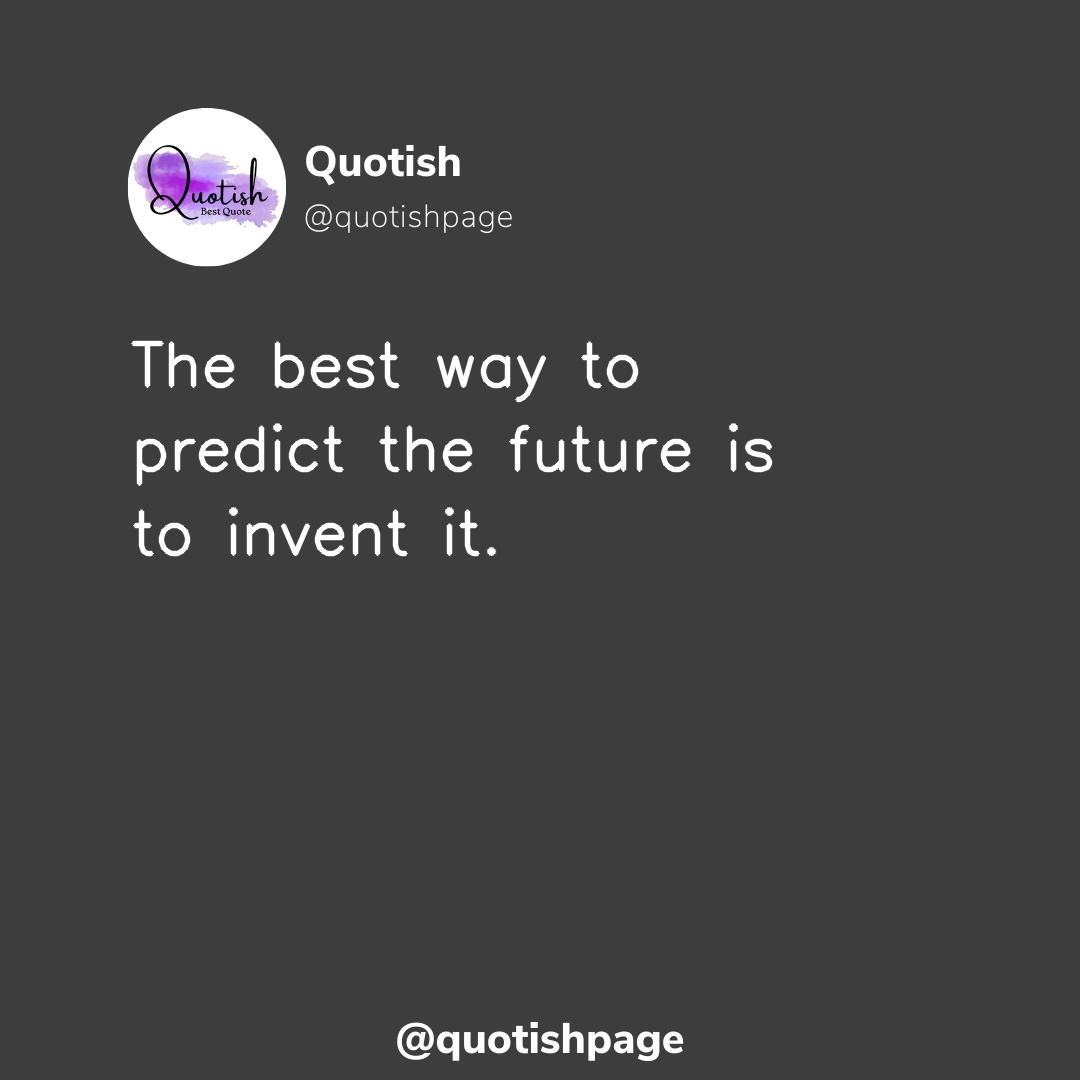 Quotish
Best Quote
Quotish
@quotishpage
The best way to
predict the future is
to invent it.
@quotishpage